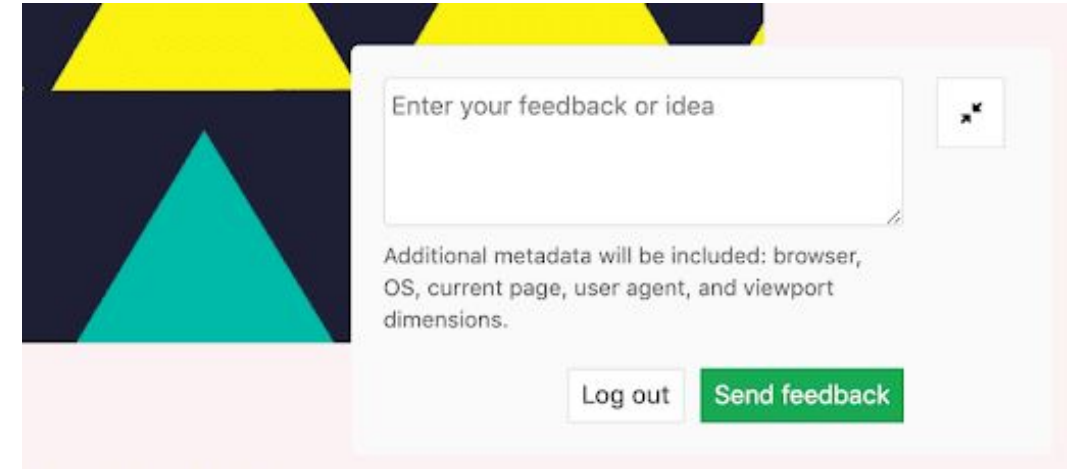 Enter your feedback or idea
Additional metadata will be included: browser,
OS, current page, user agent, and viewport
dimensions.
Log out
Send feedback